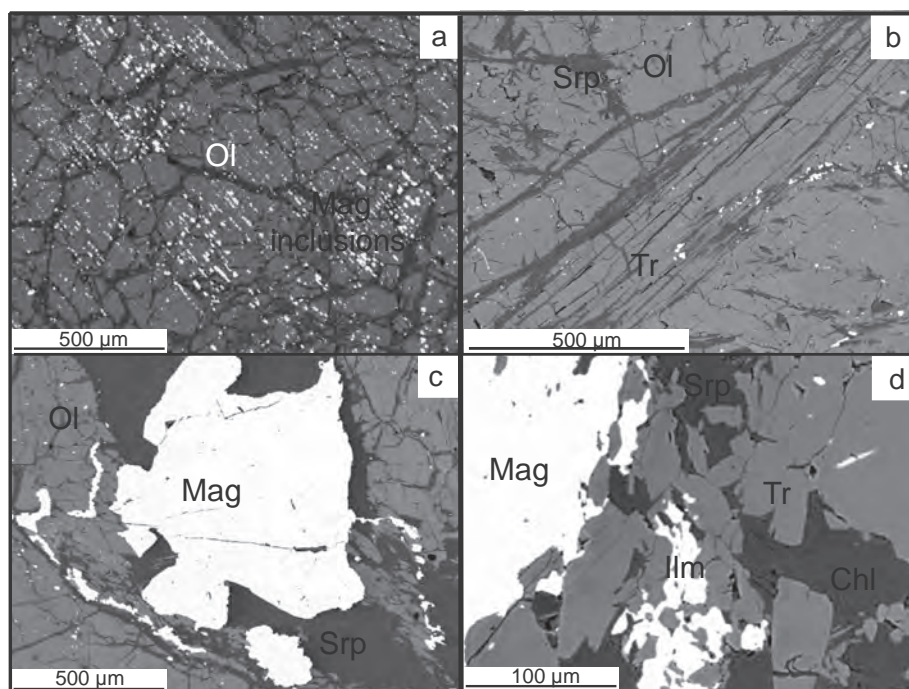 a
Ol
Mag
inclusions
500 µm
b
Srp
Ol
Tr
500 µm
c
Ol
Mag
Srp
500 µm
d
Srp
Mag
Tr
Ilm
Chl
100 µm